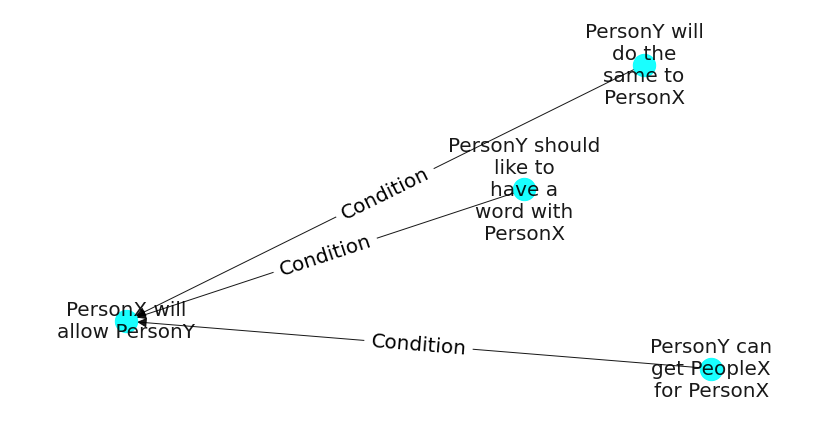 PersonY will
do the
same to
PersonX
PersonY should
like to
have a
word with
PersonX
Condition
Condition
PersonX will
allow PersonY
Condition
PersonY can
get PeopleX
for PersonX